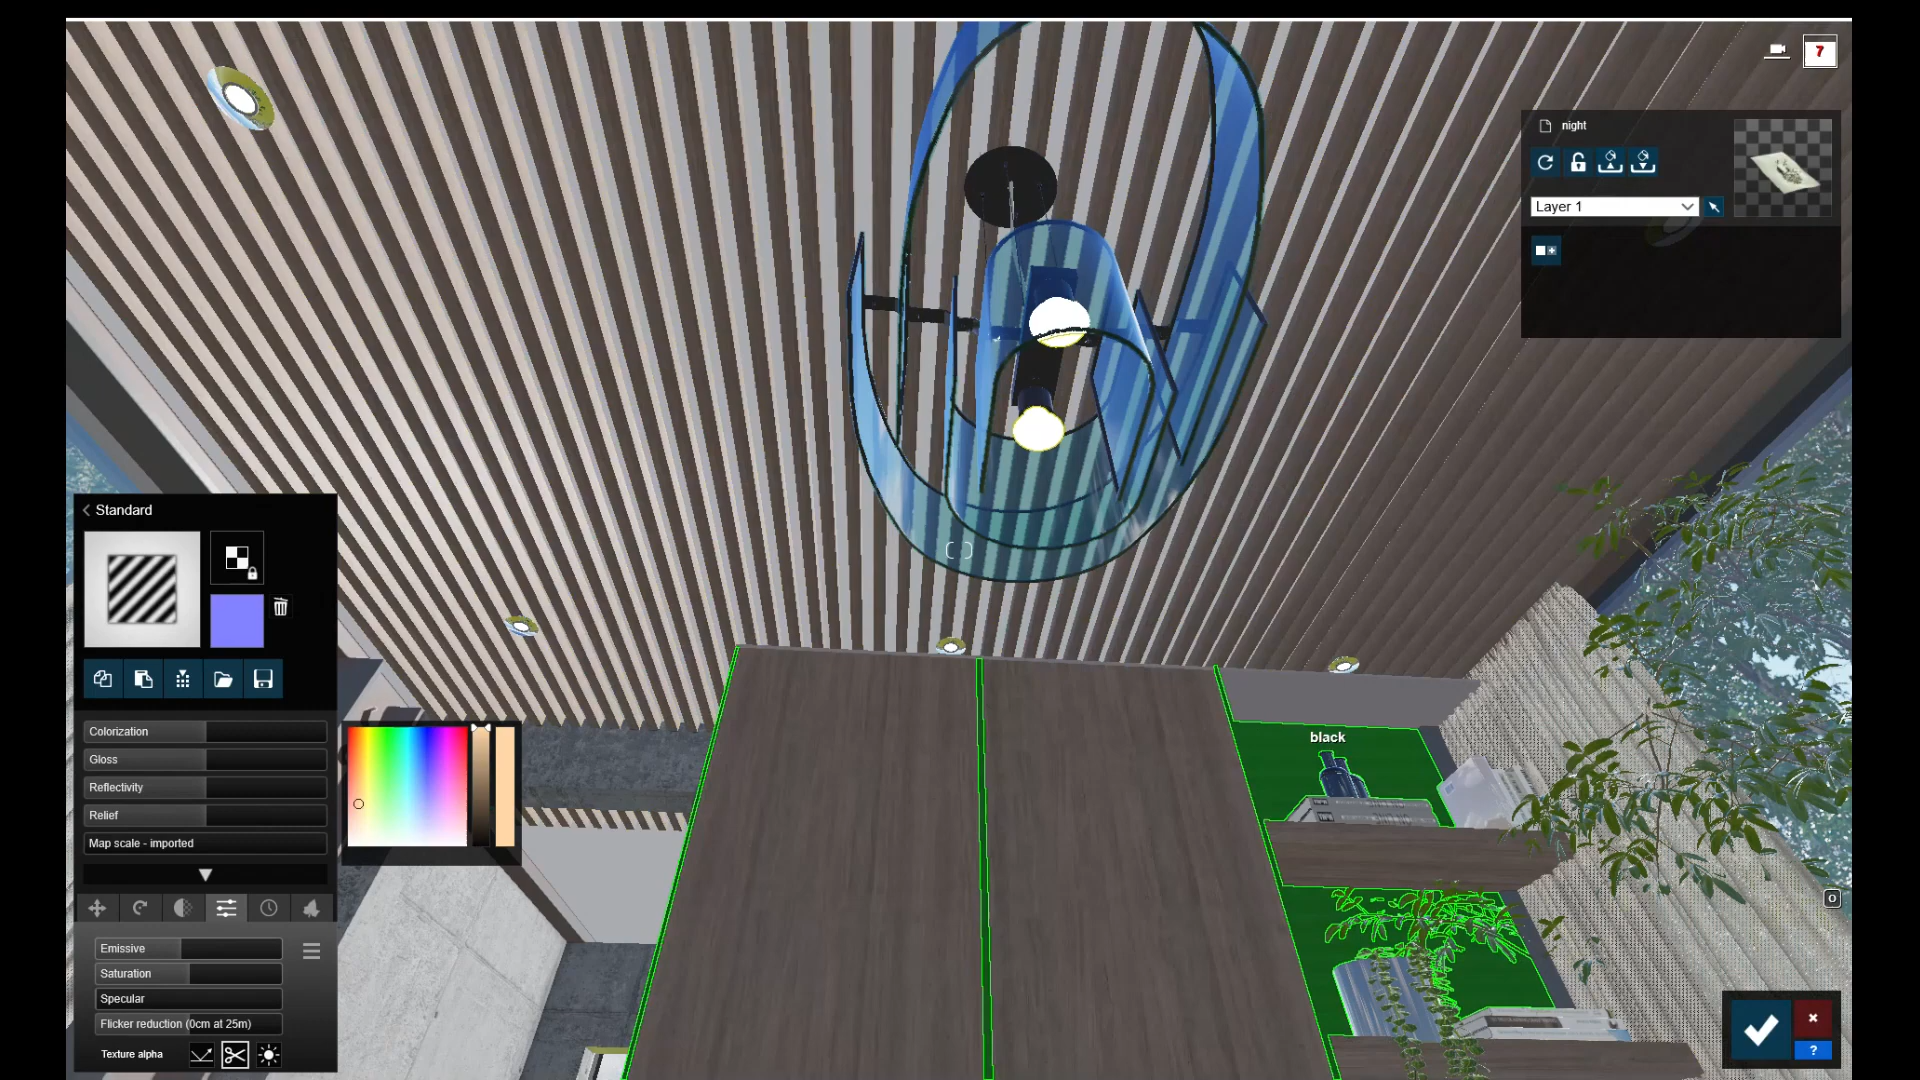 7
night
Layer 1
Standard
Colorization
Gloss
Reflectivity
Relief
Map scale - imported
Emissive
Saturation
Specular
Flicker reduction (0cm at 25m)
Texture alpha
black
O
?